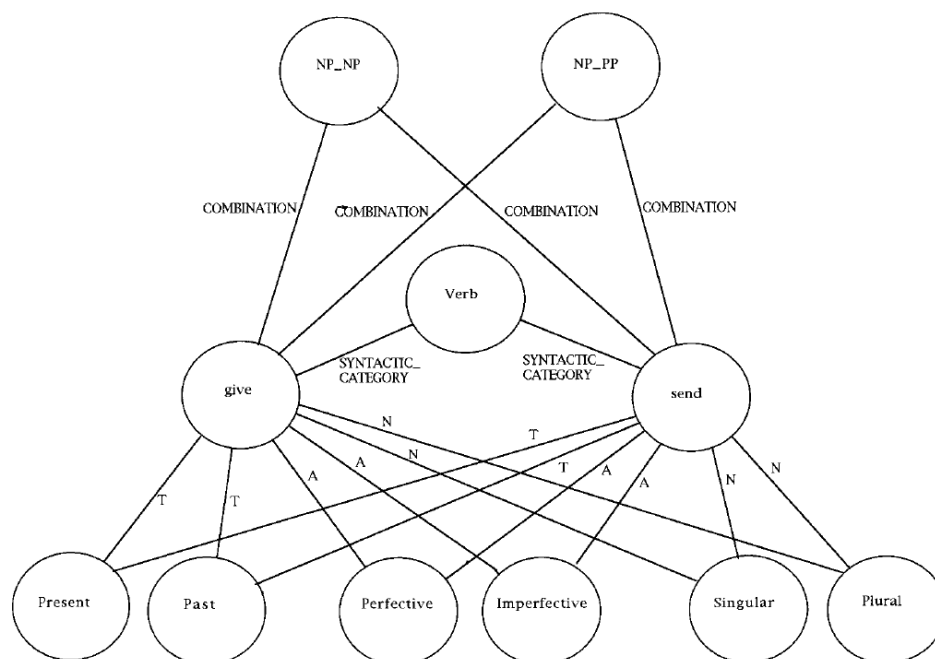 NP_NP
NP_PP
COMBINATION
COMBINATION
COMBINATION
COMBINATION
Verb
SYNTACTIC_
CATEGORY
SYNTACTIC_
CATEGORY
give
send
N
T
A
A
N
T
A
A
N
N
T
T
Present
Past
Perfective
Imperfective
Singular
Plural